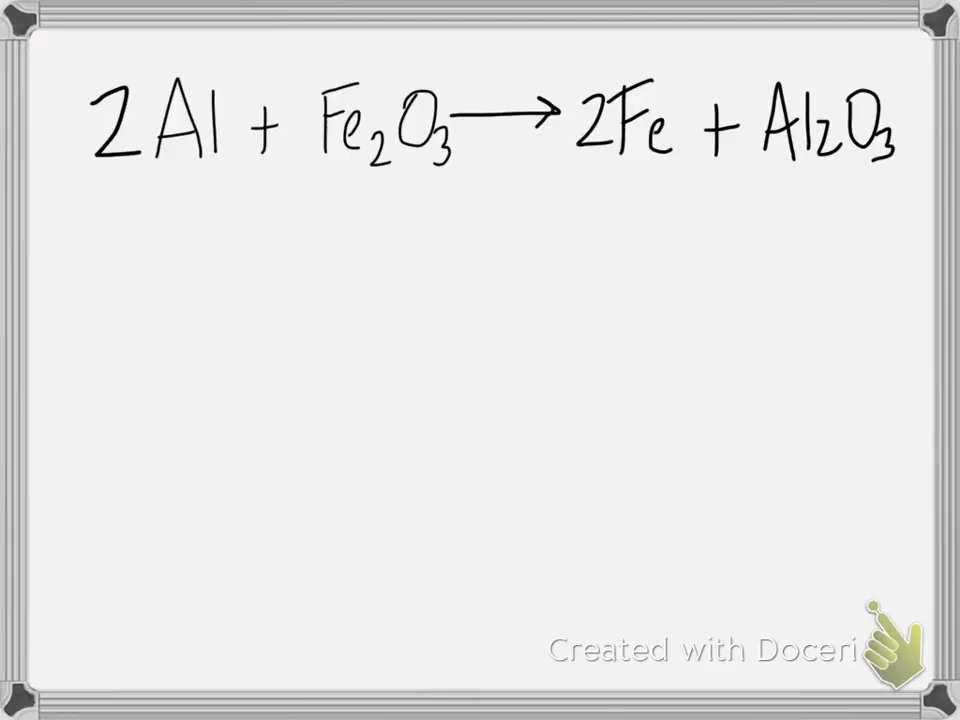 2Al + Fe₂O₃ → 2Fe + Al₂O₃
Created with Doceri